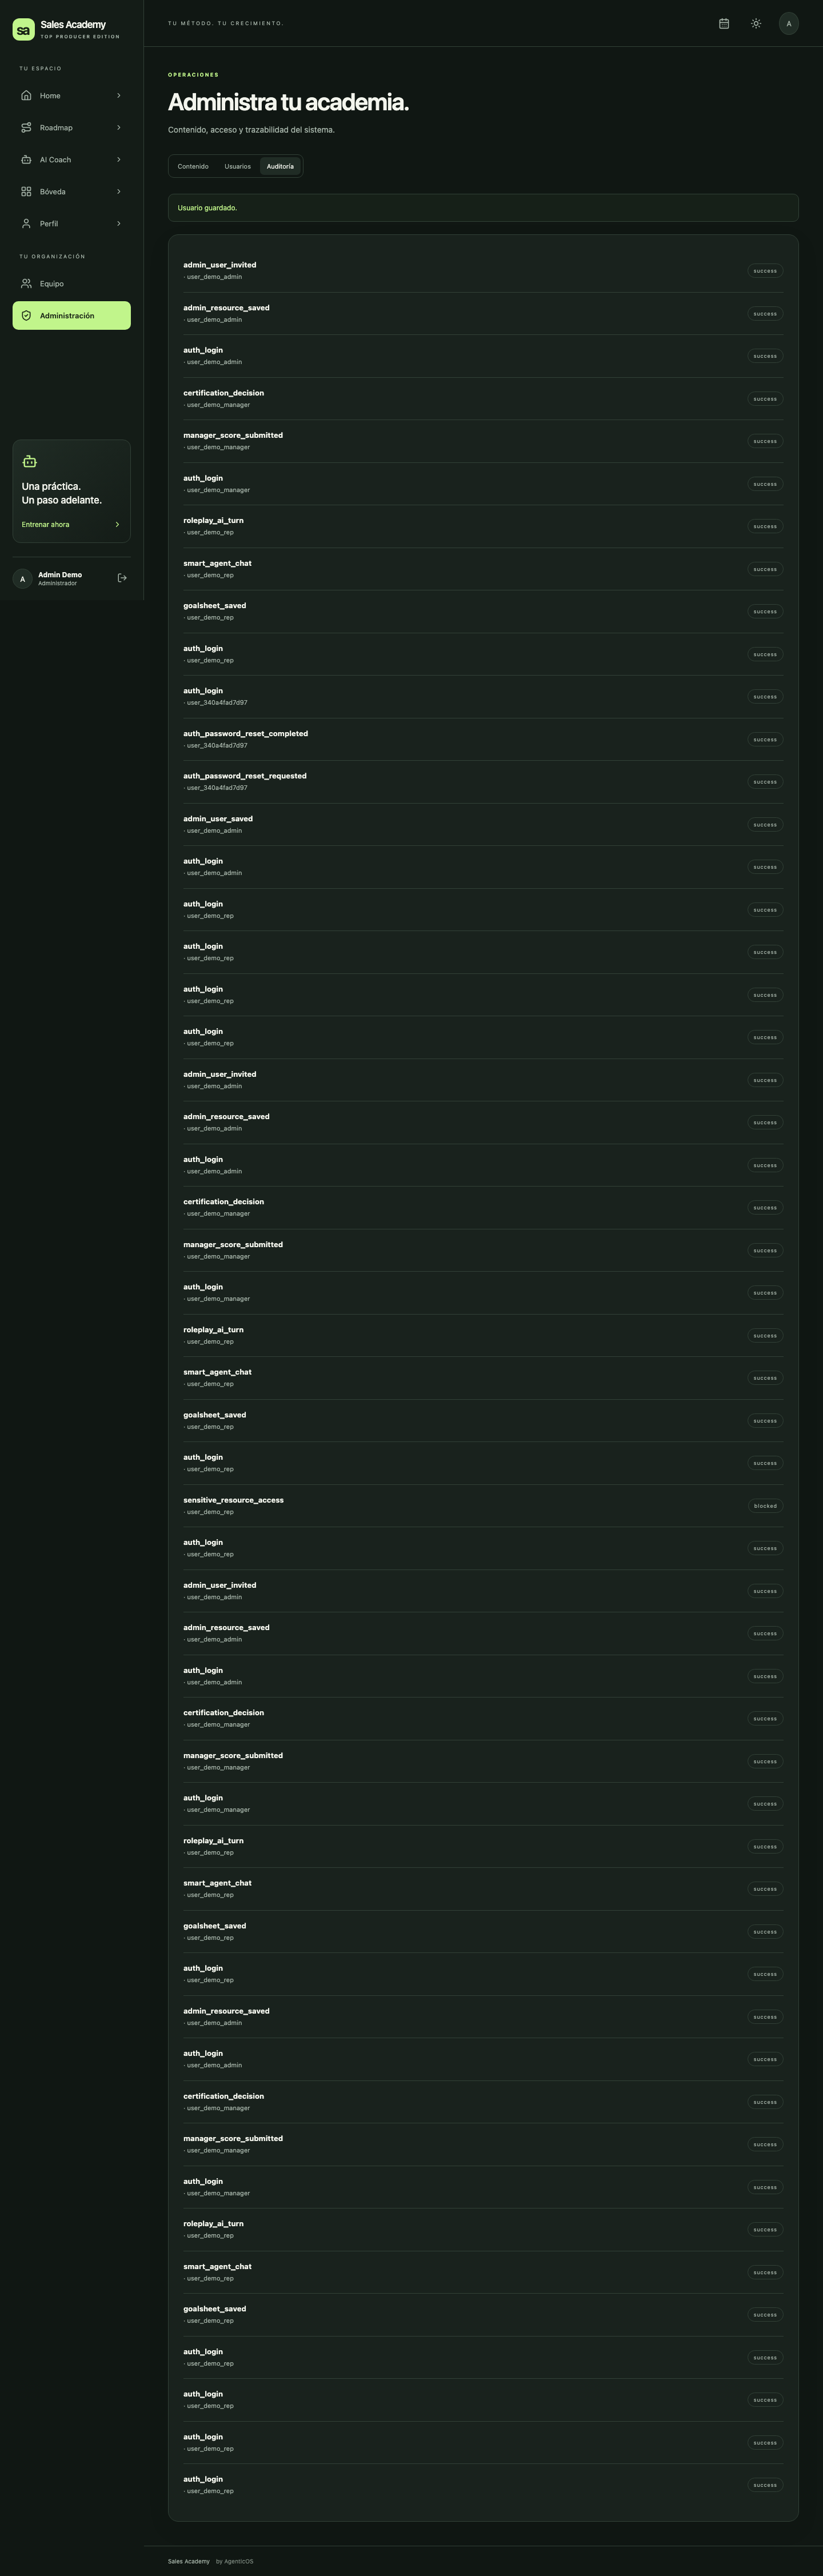 sa
Sales Academy
TOP PRODUCER EDITION
TU ESPACIO
Home
Roadmap
AI Coach
Bóveda
Perfil
TU ORGANIZACIÓN
Equipo
Administración
Una práctica.
Un paso adelante.
Entrenar ahora
A
Admin Demo
Administrador
TU MÉTODO. TU CRECIMIENTO.
A
OPERACIONES
Administra tu academia.
Contenido, acceso y trazabilidad del sistema.
Contenido Usuarios Auditoría
Usuario guardado.
admin_user_invited
· user_demo_admin
success
admin_resource_saved
· user_demo_admin
success
auth_login
· user_demo_admin
success
certification_decision
· user_demo_manager
success
manager_score_submitted
· user_demo_manager
success
auth_login
· user_demo_manager
success
roleplay_ai_turn
· user_demo_rep
success
smart_agent_chat
· user_demo_rep
success
goalsheet_saved
· user_demo_rep
success
auth_login
· user_demo_rep
success
auth_login
· user_340a4fad7d97
success
auth_password_reset_completed
· user_340a4fad7d97
success
auth_password_reset_requested
· user_340a4fad7d97
success
admin_user_saved
· user_demo_admin
success
auth_login
· user_demo_admin
success
auth_login
· user_demo_rep
success
auth_login
· user_demo_rep
success
auth_login
· user_demo_rep
success
auth_login
· user_demo_rep
success
admin_user_invited
· user_demo_admin
success
admin_resource_saved
· user_demo_admin
success
auth_login
· user_demo_admin
success
certification_decision
· user_demo_manager
success
manager_score_submitted
· user_demo_manager
success
auth_login
· user_demo_manager
success
roleplay_ai_turn
· user_demo_rep
success
smart_agent_chat
· user_demo_rep
success
goalsheet_saved
· user_demo_rep
success
auth_login
· user_demo_rep
success
sensitive_resource_access
· user_demo_rep
blocked
auth_login
· user_demo_rep
success
admin_user_invited
· user_demo_admin
success
admin_resource_saved
· user_demo_admin
success
auth_login
· user_demo_admin
success
certification_decision
· user_demo_manager
success
manager_score_submitted
· user_demo_manager
success
auth_login
· user_demo_manager
success
roleplay_ai_turn
· user_demo_rep
success
smart_agent_chat
· user_demo_rep
success
goalsheet_saved
· user_demo_rep
success
auth_login
· user_demo_rep
success
admin_resource_saved
· user_demo_admin
success
auth_login
· user_demo_admin
success
certification_decision
· user_demo_manager
success
manager_score_submitted
· user_demo_manager
success
auth_login
· user_demo_manager
success
roleplay_ai_turn
· user_demo_rep
success
smart_agent_chat
· user_demo_rep
success
goalsheet_saved
· user_demo_rep
success
auth_login
· user_demo_rep
success
auth_login
· user_demo_rep
success
auth_login
· user_demo_rep
success
auth_login
· user_demo_rep
success
Sales Academy by AgenticOS